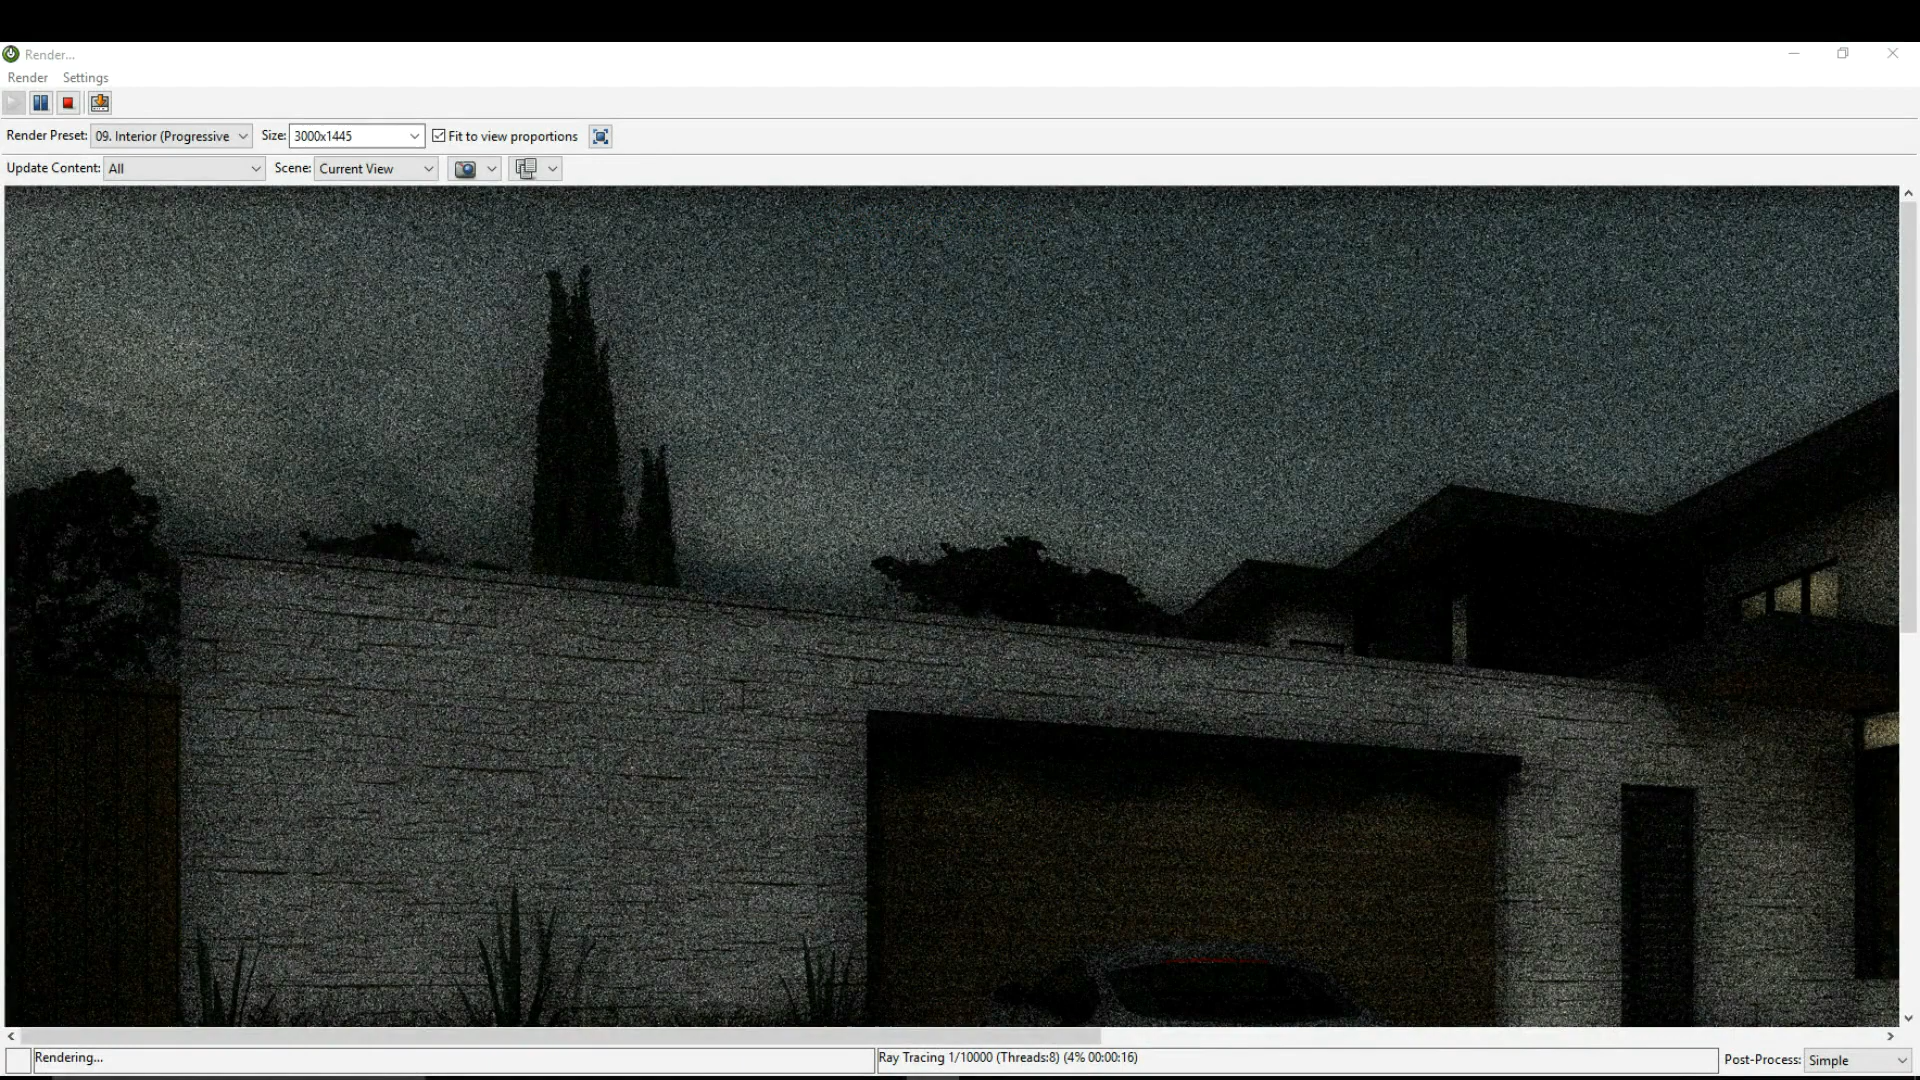 Render...
Render Settings
Render Preset: 09. Interior (Progressive Size: 3000x1445 Fit to view proportions
Update Content: All Scene: Current View
Rendering... Ray Tracing 1/10000 (Threads:8) (4% 00:00:16) Post-Process: Simple